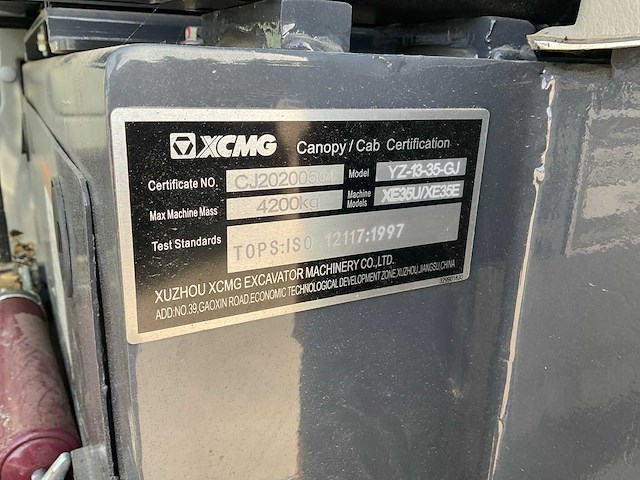 XCMG Canopy / Cab Certification
Certificate NO. Model YZ-13-35-GJ
Max Machine Mass 4200kg Machine Models XE35U/XE35E
Test Standards TOPS:ISO 12117:1997
XUZHOU XCMG EXCAVATOR MACHINERY CO.,LTD.
ADD:NO.39,GAOXIN ROAD,ECONOMIC TECHNOLOGICAL DEVELOPMENT ZONE,XUZHOU,JIANGSU,CHINA